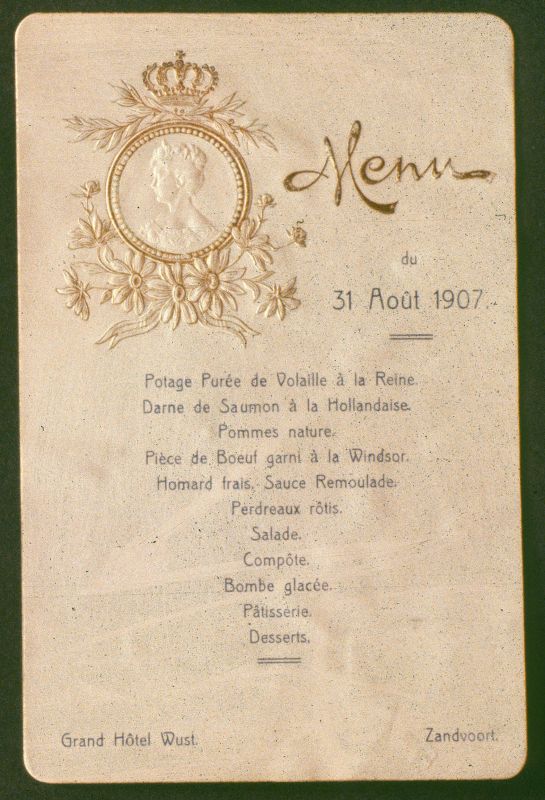 Menu
du
31 Août 1907.
Potage Purée de Volaille à la Reine.
Darne de Saumon à la Hollandaise.
Pommes nature.
Pièce de Boeuf garni à la Windsor.
Homard frais, Sauce Remoulade.
Perdreaux rôtis.
Salade.
Compôte.
Bombe glacée.
Pâtisserie.
Desserts.
Grand Hôtel Wust. Zandvoort.